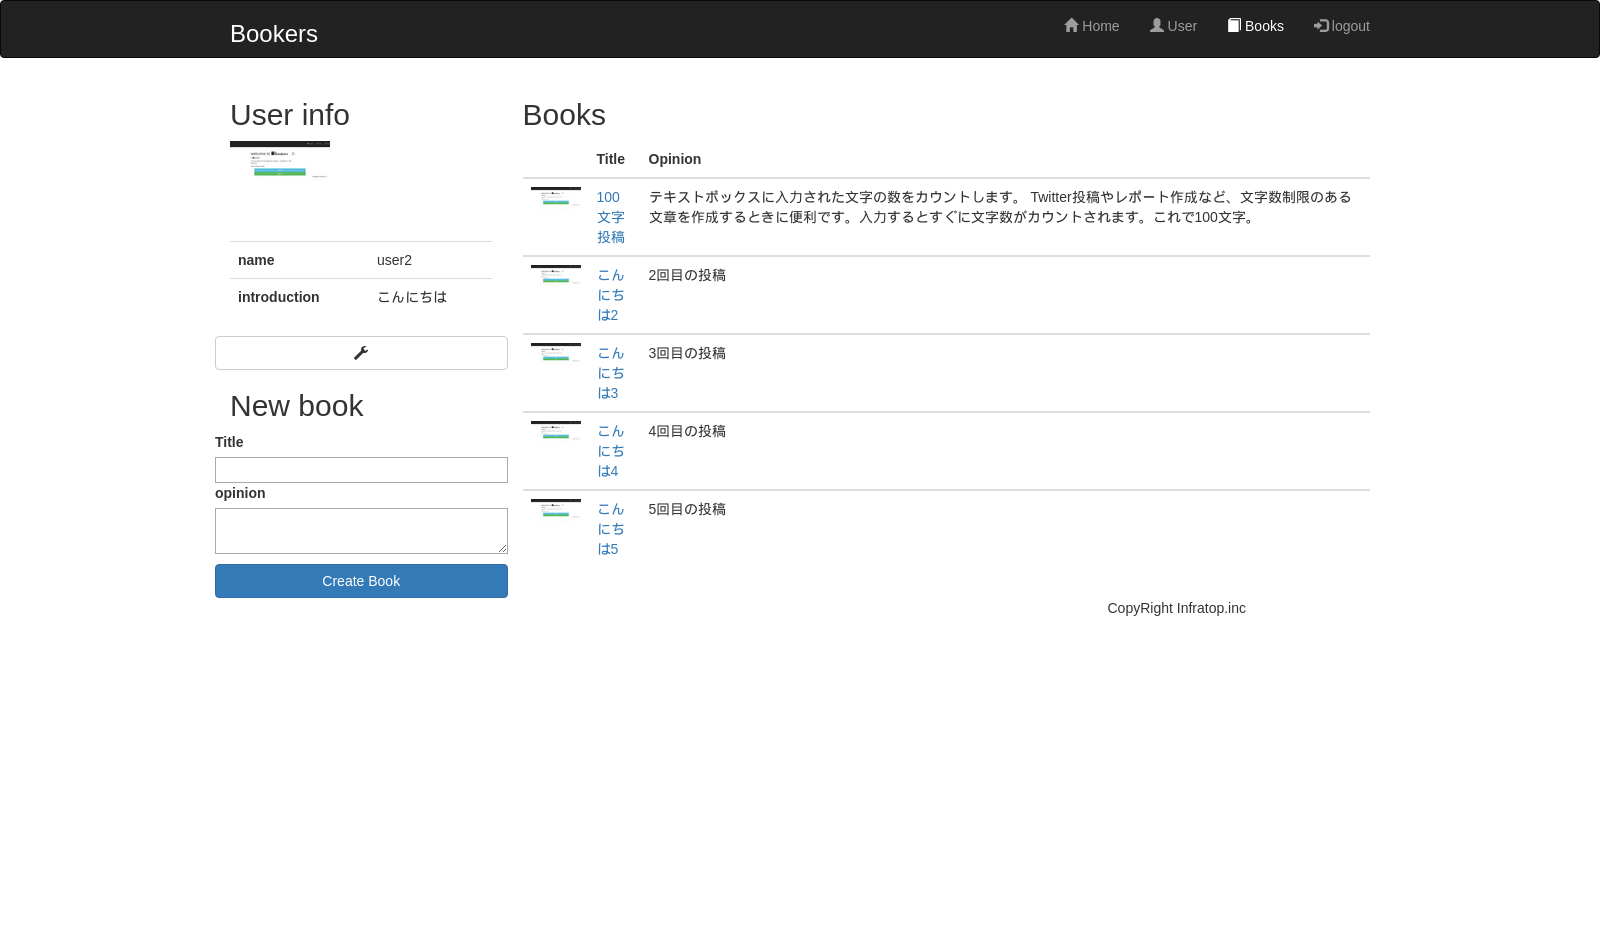 Bookers
Home
User
Books
logout
User info
name user2
introduction こんにちは
New book
Title
opinion
Create Book
Books
Title Opinion
100 テキストボックスに入力された文字の数をカウントします。 Twitter投稿やレポート作成など、文字数制限のある
文字 文章を作成するときに便利です。入力するとすぐに文字数がカウントされます。これで100文字。
投稿
こん 2回目の投稿
にち
は2
こん 3回目の投稿
にち
は3
こん 4回目の投稿
にち
は4
こん 5回目の投稿
にち
は5
CopyRight Infratop.inc